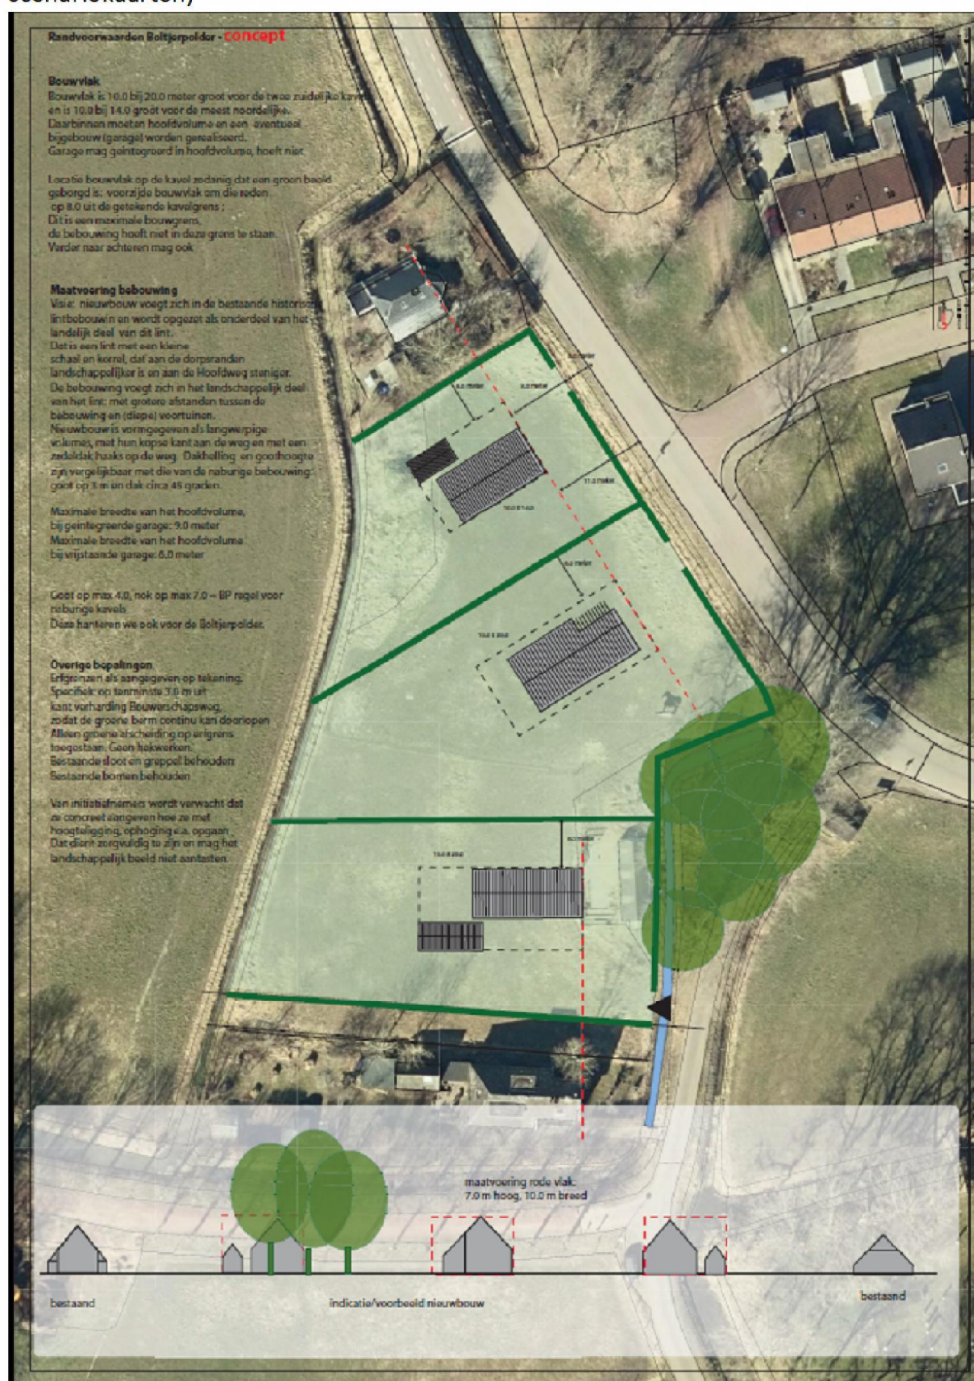 Randvoorwaarden Boltjerpolder - concept
Bouwvlak
Bouwvlak is 10.0 bij 20.0 meter groot voor de twee zuidelijke kavels
en is 10.0 bij 14.0 groot voor de meest noordelijke.
Daarbinnen moeten hoofdvolume en een eventueel
bijgebouw (garage) worden gerealiseerd.
Garage mag geintegreerd in hoofdvolume, hoeft niet.
Locatie bouwvlak op de kavel zodanig dat een groen beeld
geborgd is: voorzijde bouwvlak om die reden
op 8.0 uit de getekende kavelgrens ;
Dit is een maximale bouwgrens,
de bebouwing hoeft niet in deze grens te staan.
Verder naar achteren mag ook
Maatvoering bebouwing
Visie: nieuwbouw voegt zich in de bestaande historische
lintbebouwin en wordt opgezet als onderdeel van het
landelijk deel van dit lint.
Dat is een lint met een kleine
schaal en korrel, dat aan de dorpsranden
landschappelijker is en aan de Hoofdweg steniger.
De bebouwing voegt zich in het landschappelijk deel
van het lint: met grotere afstanden tussen de
bebouwing en (diepe) voortuinen.
Nieuwbouw is vormgegeven als langwerpige
volumes, met hun kopse kant aan de weg en met een
zadeldak haaks op de weg. Dakhelling en goothoogte
zijn vergelijkbaar met die van de naburige bebouwing:
goot op 3 m en dak circa 45 graden.
Maximale breedte van het hoofdvolume,
bij geintegreerde garage: 9.0 meter
Maximale breedte van het hoofdvolume
bij vrijstaande garage: 6.0 meter
Goot op max 4.0, nok op max 7.0 – BP regel voor
naburige kavels
Deze hanteren we ook voor de Boltjerpolder.
Overige bepalingen
Erfgrenzen als aangegeven op tekening.
Specifiek: op tenminste 3.0 m uit
kant verharding Bouwerschapsweg,
zodat de groene berm continu kan doorlopen
Alleen groene afscheiding op erfgrens
toegestaan. Geen hekwerken.
Bestaande sloot en greppel behouden
Bestaande bomen behouden
Van initiatiefnemers wordt verwacht dat
ze concreet aangeven hoe ze met
hoogteligging, ophoging e.a. opgaan
Dat dient zorgvuldig te zijn en mag het
landschappelijk beeld niet aantasten
meter
meter
meter
11.0 meter
meter
maatvoering rode vlak:
7.0 m hoog, 10.0 m breed
bestaand
indicatie/voorbeeld nieuwbouw
bestaand